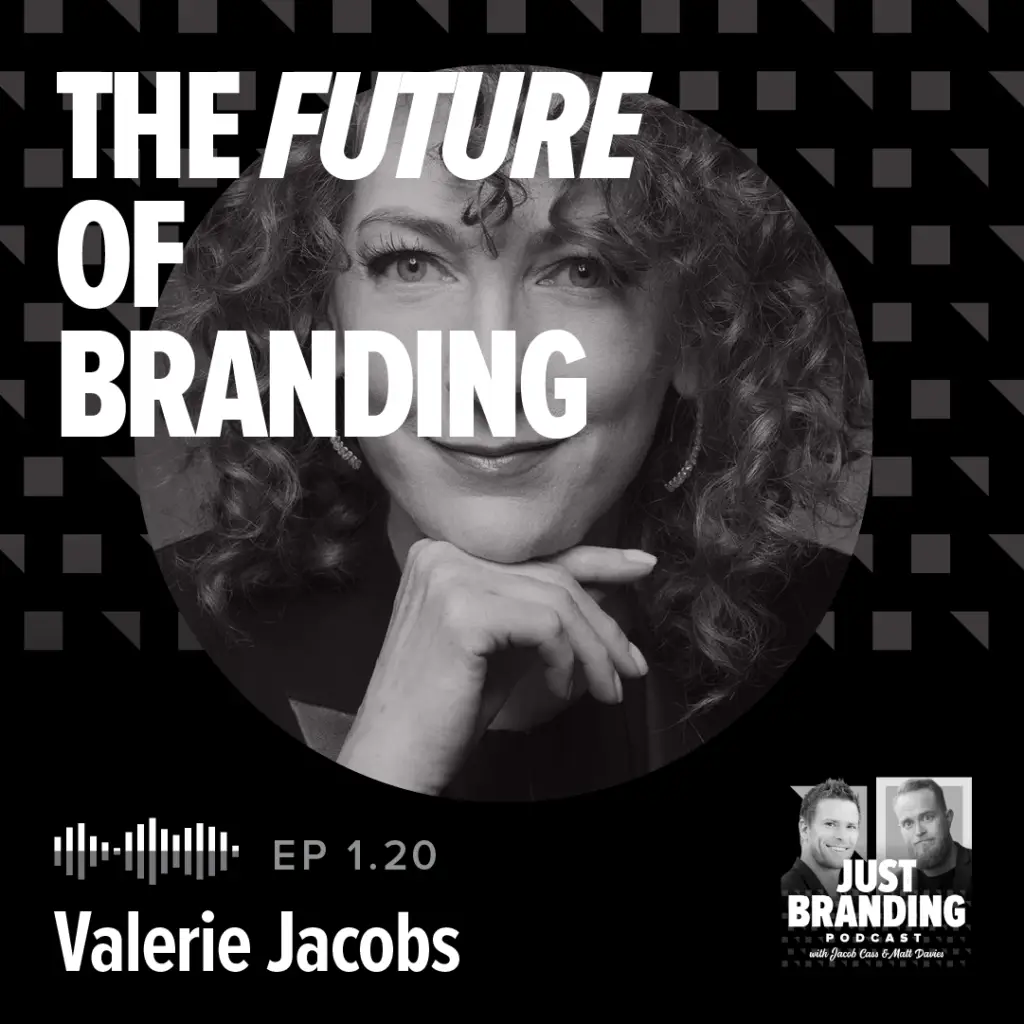 THE FUTURE
OF
BRANDING
EP 1.20
Valerie Jacobs
JUST
BRANDING
PODCAST
with Jacob Cass & Matt Davies